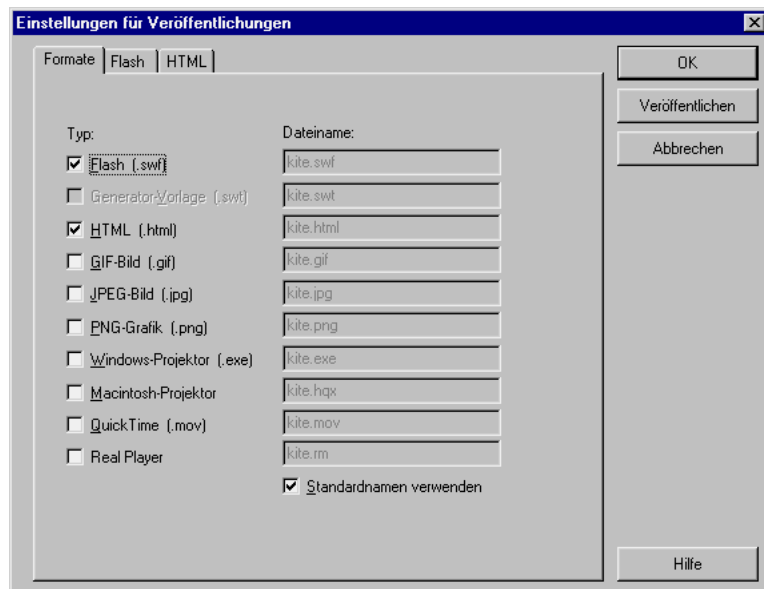 Einstellungen für Veröffentlichungen
Formate Flash HTML
OK
Veröffentlichen
Abbrechen
Typ: Dateiname:
Flash (.swf) kite.swf
Generator-Vorlage (.swt) kite.swt
HTML (.html) kite.html
GIF-Bild (.gif) kite.gif
JPEG-Bild (.jpg) kite.jpg
PNG-Grafik (.png) kite.png
Windows-Projektor (.exe) kite.exe
Macintosh-Projektor kite.hqx
QuickTime (.mov) kite.mov
Real Player kite.rm
Standardnamen verwenden
Hilfe